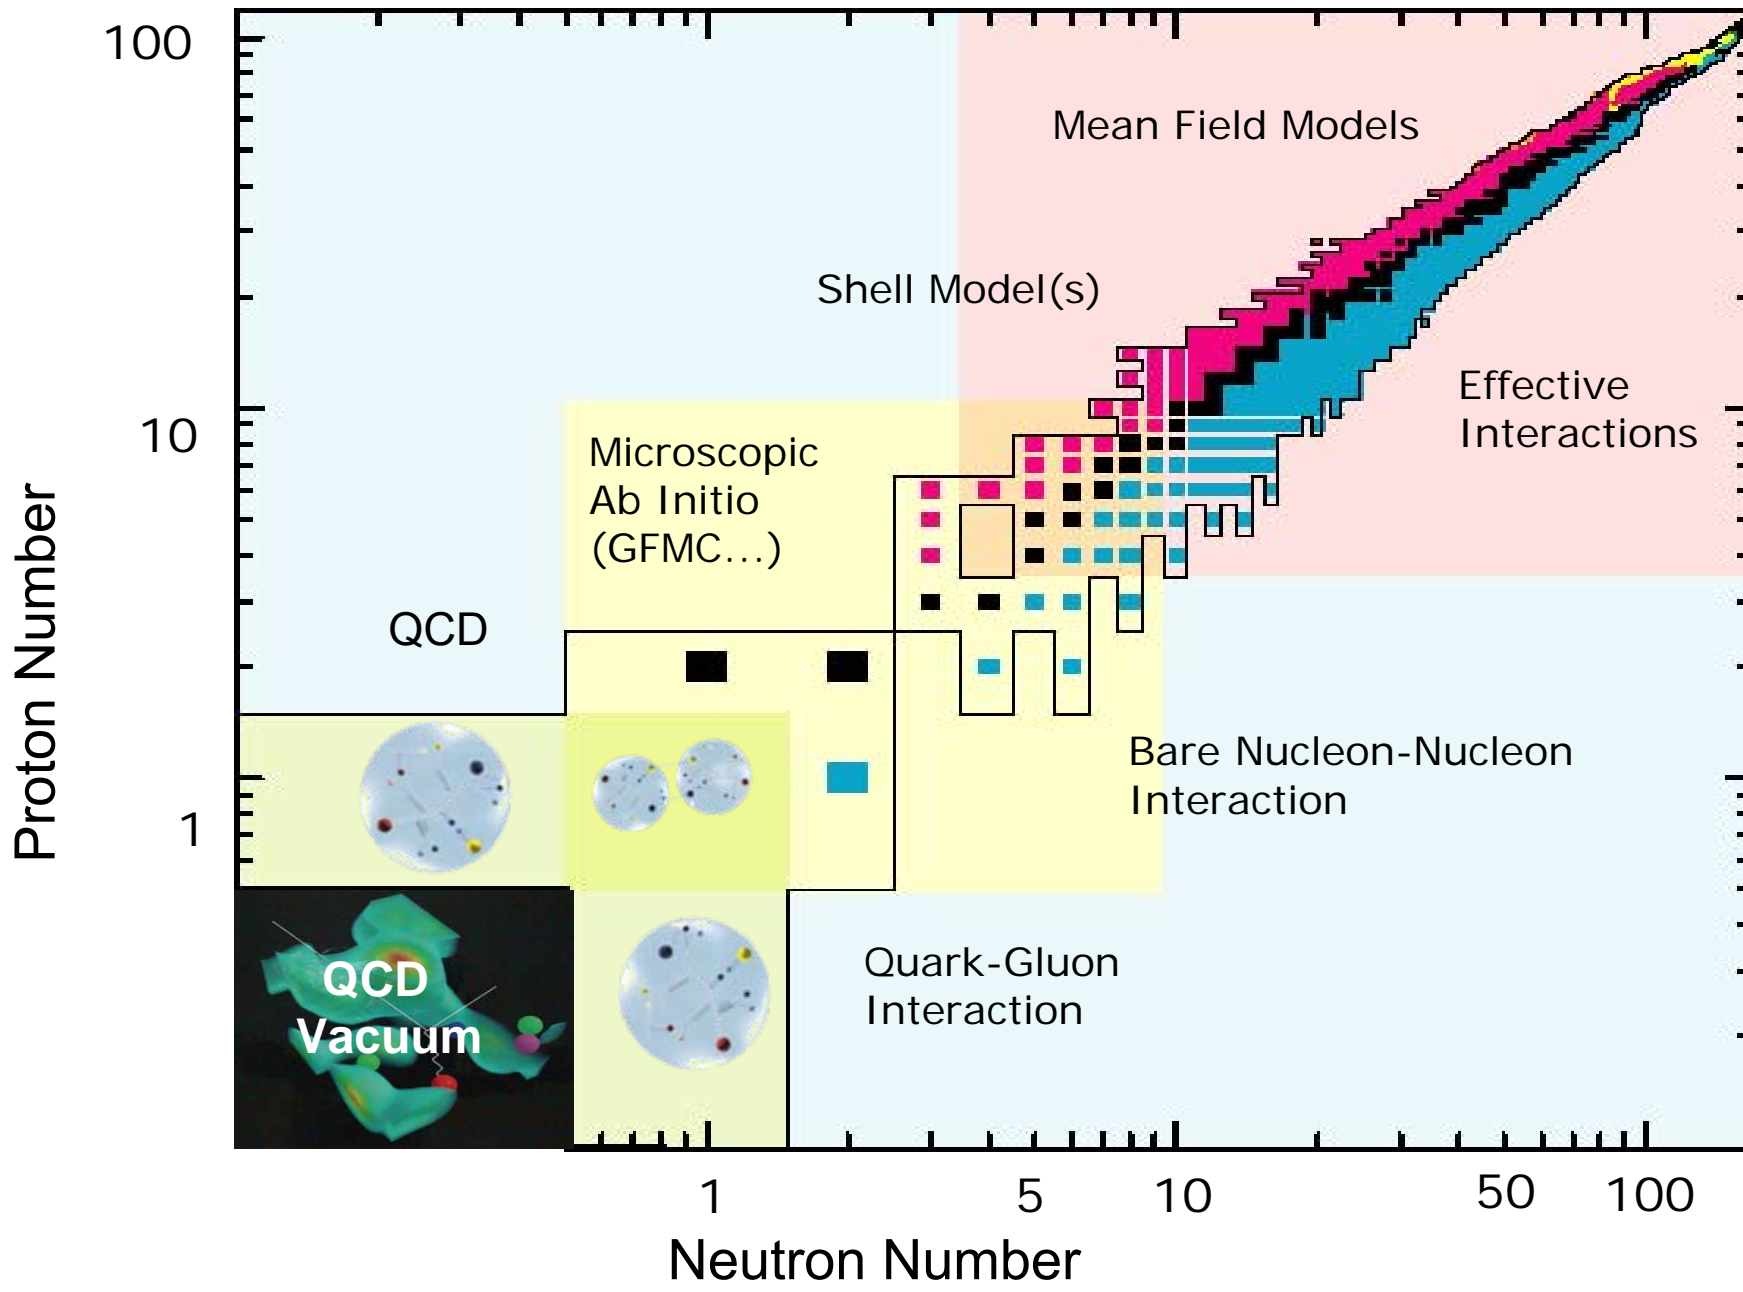 100
Mean Field Models
Shell Model(s)
Effective
Interactions
10
Microscopic
Ab Initio
(GFMC...)
QCD
Bare Nucleon-Nucleon
Interaction
1
Proton Number
QCD
Vacuum
Quark-Gluon
Interaction
1
5
10
50
100
Neutron Number